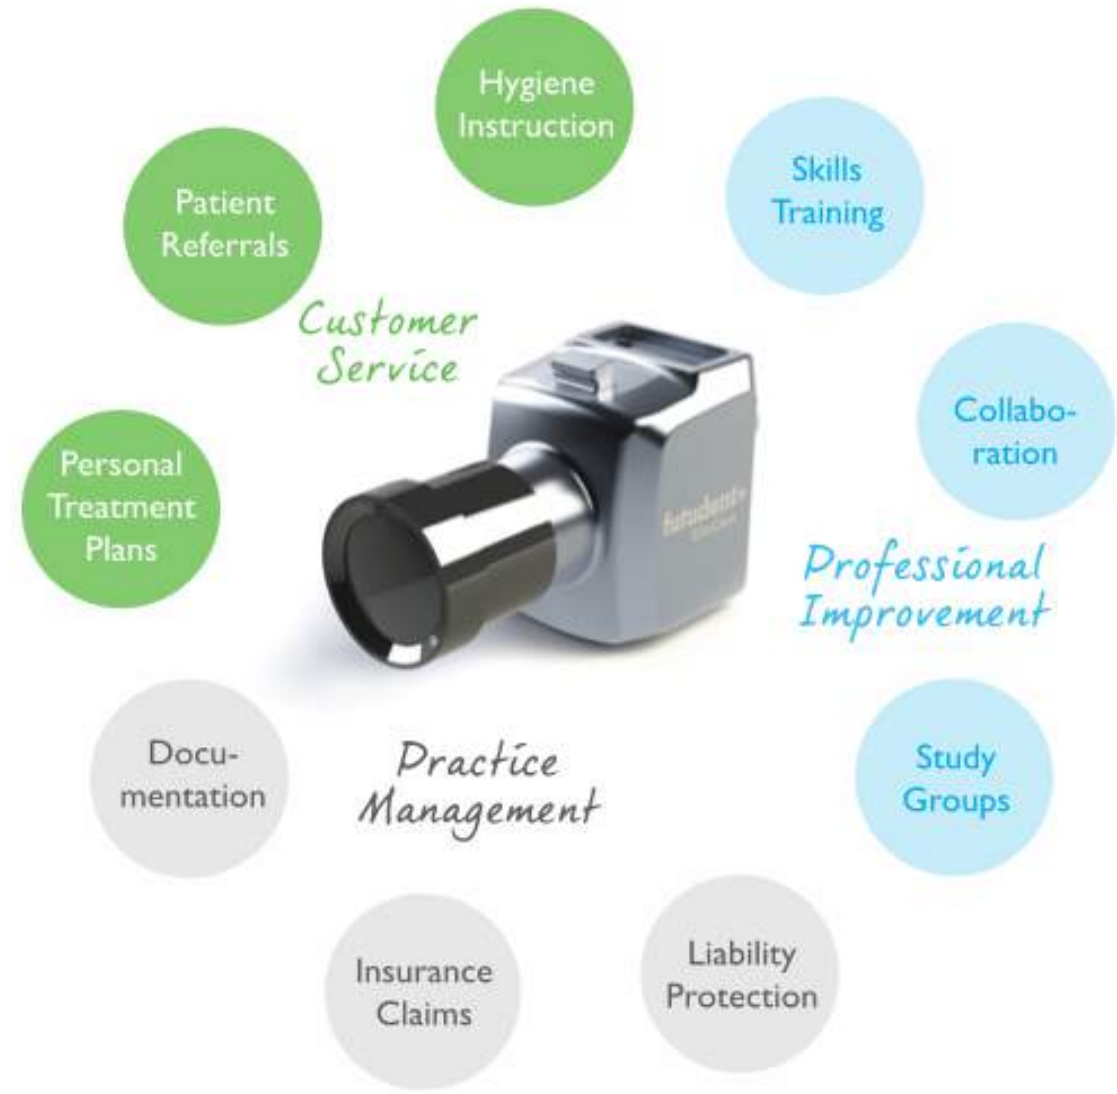 Hygiene
Instruction
Skills
Training
Patient
Referrals
Customer
Service
Collabo-
ration
Personal
Treatment
Plans
futudent
Professional
Improvement
Docu-
mentation
Practice
Management
Study
Groups
Insurance
Claims
Liability
Protection